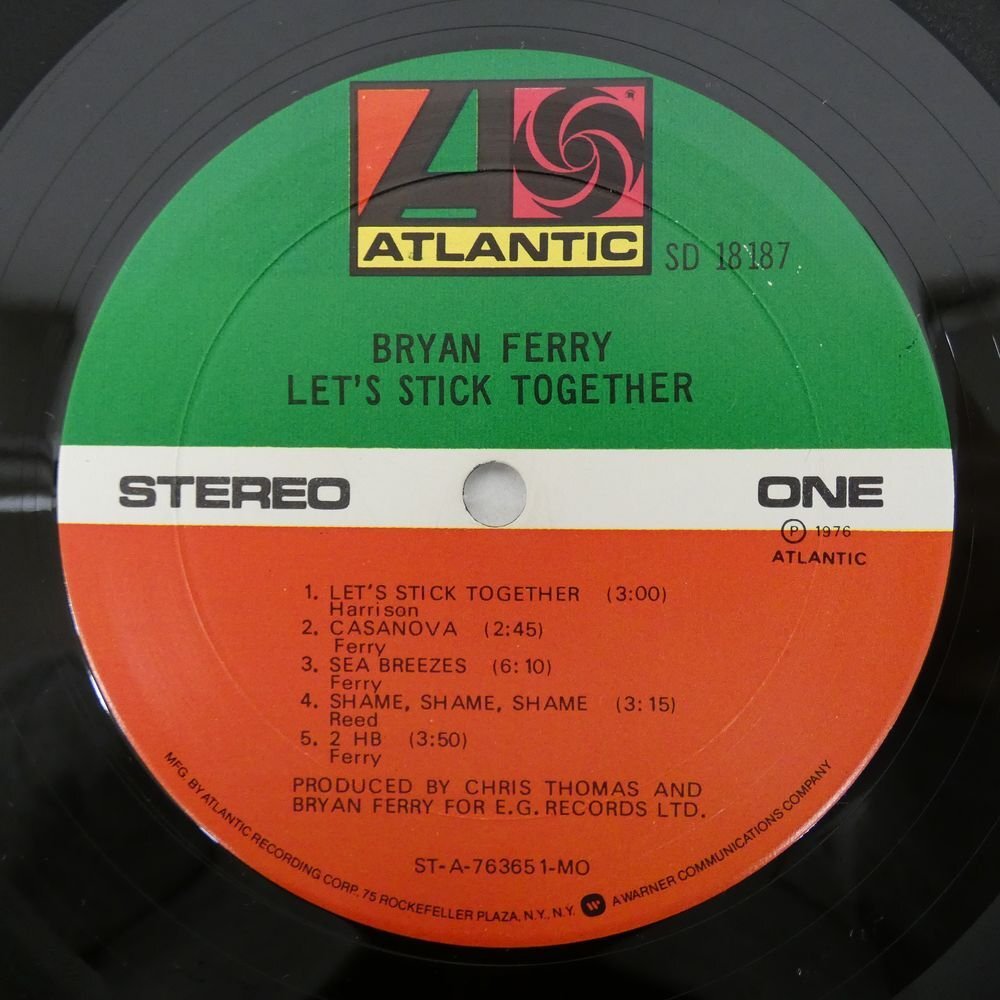 ®
ATLANTIC
SD 18187
BRYAN FERRY
LET'S STICK TOGETHER
STEREO
ONE
Ⓟ 1976
ATLANTIC
1. LET'S STICK TOGETHER (3:00)
Harrison
2. CASANOVA (2:45)
Ferry
3. SEA BREEZES (6:10)
Ferry
4. SHAME, SHAME, SHAME (3:15)
Reed
5. 2 HB (3:50)
Ferry
PRODUCED BY CHRIS THOMAS AND
BRYAN FERRY FOR E.G. RECORDS LTD.
ST-A-763651-MO
MFG. BY ATLANTIC RECORDING CORP. 75 ROCKEFELLER PLAZA, N.Y., N.Y. A WARNER COMMUNICATIONS COMPANY